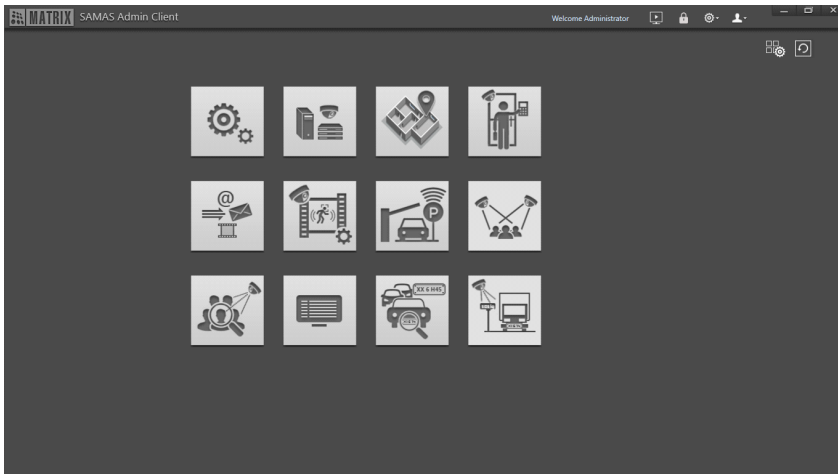 MATRIX SAMAS Admin Client
Welcome Administrator
@
P
XX 6 H45